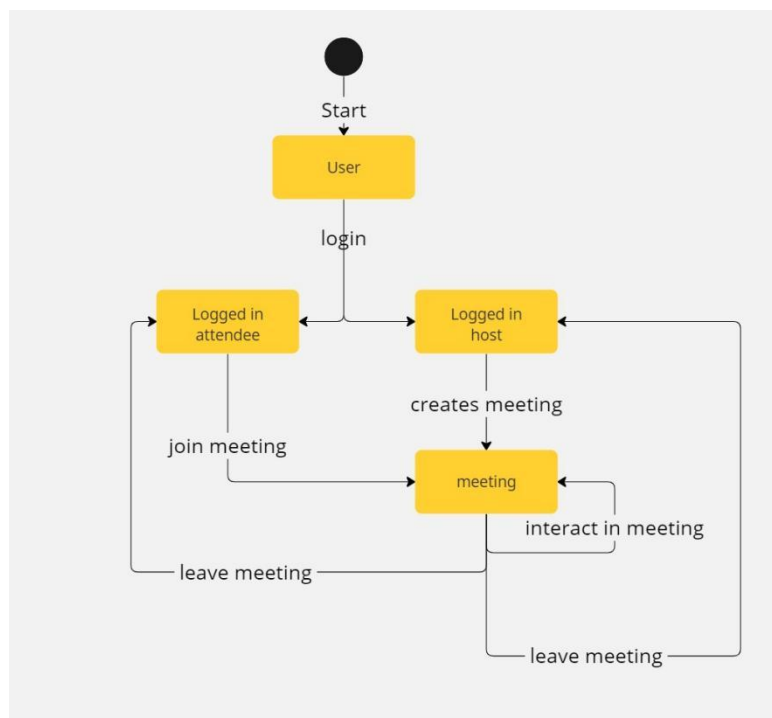 Start
User
login
Logged in
attendee
Logged in
host
creates meeting
join meeting
meeting
interact in meeting
leave meeting
leave meeting